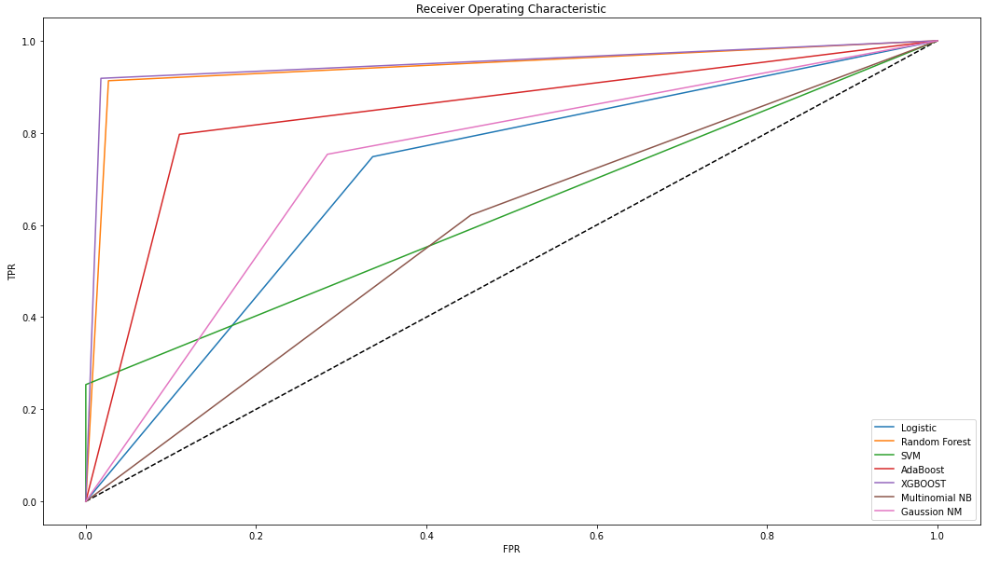 Receiver Operating Characteristic
1.0
0.8
0.6
0.4
0.2
0.0
TPR
0.0 0.2 0.4 0.6 0.8 1.0
FPR
Logistic
Random Forest
SVM
AdaBoost
XGBOOST
Multinomial NB
Gaussion NM